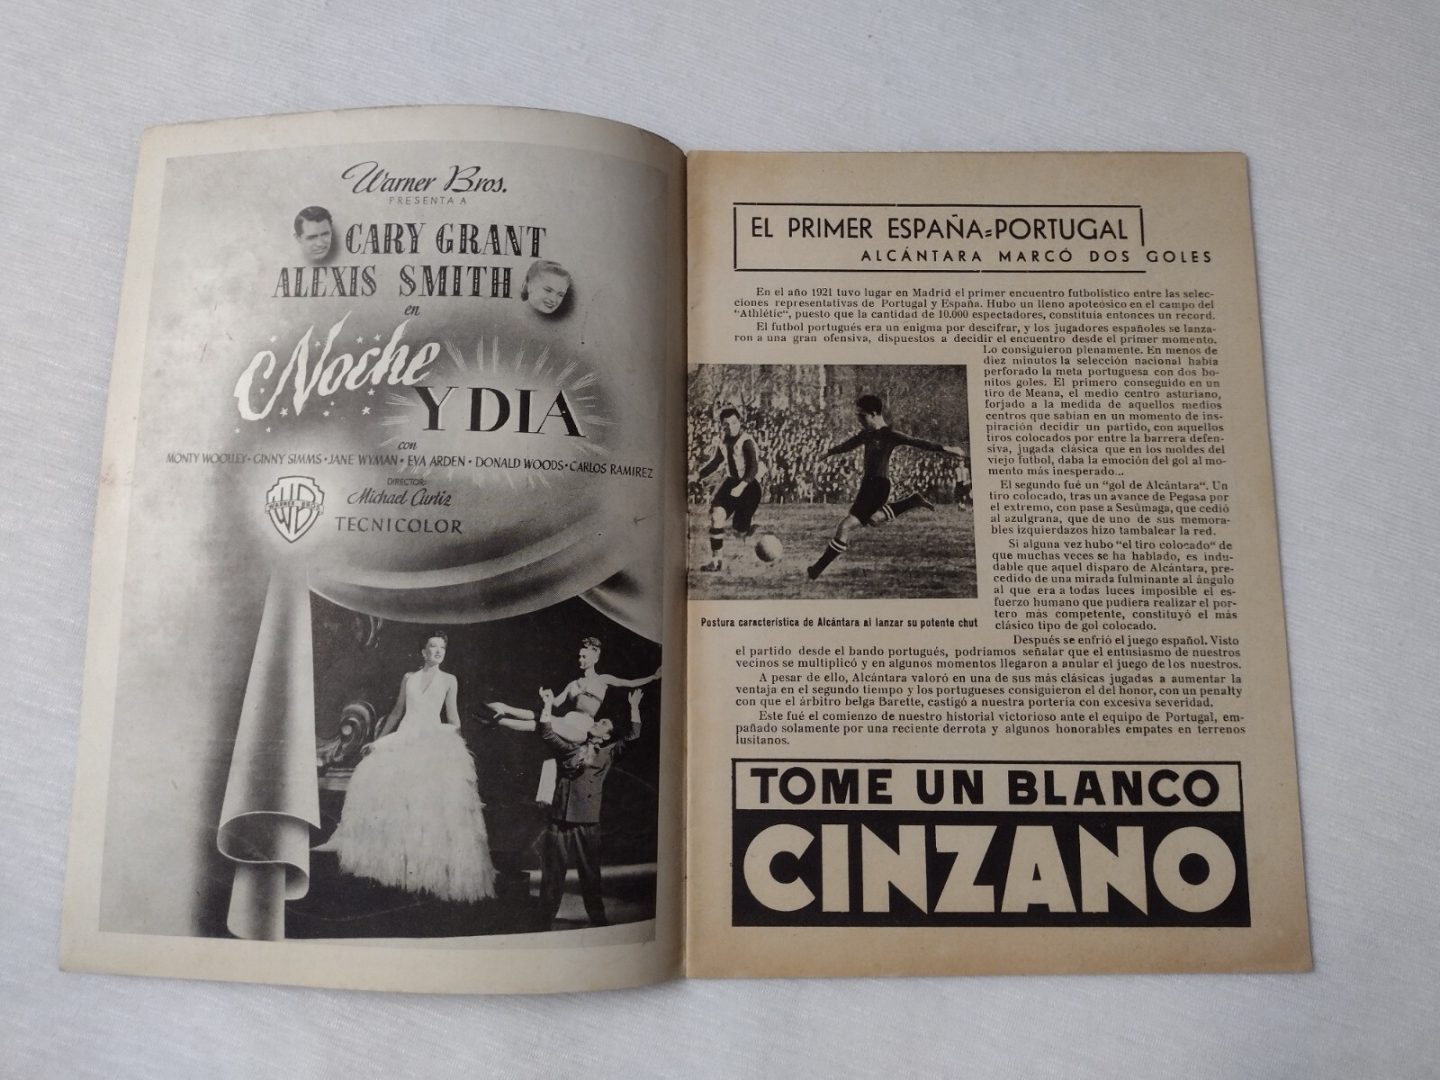 Warner Bros.
PRESENTA A
CARY GRANT
ALEXIS SMITH
en
Noche
Y DIA
con
MONTY WOOLLEY · GINNY SIMMS · JANE WYMAN · EVA ARDEN · DONALD WOODS · CARLOS RAMIREZ
DIRECTOR:
Michael Curtiz
TECNICOLOR
WARNER BROS
WB
EL PRIMER ESPAÑA=PORTUGAL
ALCÁNTARA MARCÓ DOS GOLES
En el año 1921 tuvo lugar en Madrid el primer encuentro futbolístico entre las selec-
ciones representativas de Portugal y España. Hubo un lleno apoteósico en el campo del
"Athlétic", puesto que la cantidad de 10.000 espectadores, constituía entonces un record.
El futbol portugués era un enigma por descifrar, y los jugadores españoles se lanza-
ron a una gran ofensiva, dispuestos a decidir el encuentro desde el primer momento.
Lo consiguieron plenamente. En menos de
diez minutos la selección nacional había
perforado la meta portuguesa con dos bo-
nitos goles. El primero conseguido en un
tiro de Meana, el medio centro asturiano,
forjado a la medida de aquellos medios
centros que sabían en un momento de ins-
piración decidir un partido, con aquellos
tiros colocados por entre la barrera defen-
siva, jugada clásica que en los moldes del
viejo futbol, daba la emoción del gol al mo-
mento más inesperado...
El segundo fué un "gol de Alcántara". Un
tiro colocado, tras un avance de Pegasa por
el extremo, con pase a Sesúmaga, que cedió
al azulgrana, que de uno de sus memora-
bles izquierdazos hizo tambalear la red.
Si alguna vez hubo "el tiro colocado" de
que muchas veces se ha hablado, es indu-
dable que aquel disparo de Alcántara, pre-
cedido de una mirada fulminante al ángulo
al que era a todas luces imposible el es-
fuerzo humano que pudiera realizar el por-
tero más competente, constituyó el más
clásico tipo de gol colocado.
Postura característica de Alcántara al lanzar su potente chut
Después se enfrió el juego español. Visto
el partido desde el bando portugués, podríamos señalar que el entusiasmo de nuestros
vecinos se multiplicó y en algunos momentos llegaron a anular el juego de los nuestros.
A pesar de ello, Alcántara valoró en una de sus más clásicas jugadas a aumentar la
ventaja en el segundo tiempo y los portugueses consiguieron el del honor, con un penalty
con que el árbitro belga Barette, castigó a nuestra portería con excesiva severidad.
Este fué el comienzo de nuestro historial victorioso ante el equipo de Portugal, em-
pañado solamente por una reciente derrota y algunos honorables empates en terrenos
lusitanos.
TOME UN BLANCO
CINZANO